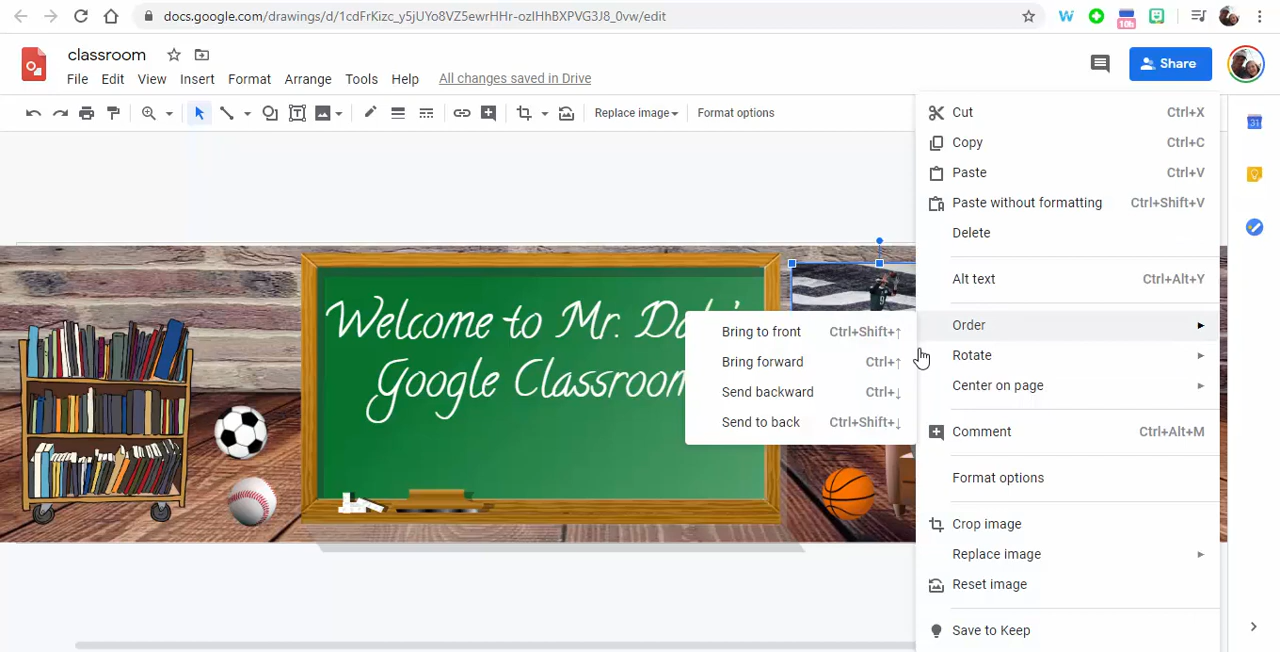 docs.google.com/drawings/d/1cdFrKizc_y5jUYo8VZ5ewrHHr-ozIHhBXPVG3J8_0vw/edit
W
10b
classroom
File Edit View Insert Format Arrange Tools Help All changes saved in Drive
Share
Replace image
Format options
31
Cut Ctrl+X
Copy Ctrl+C
Paste Ctrl+V
Paste without formatting Ctrl+Shift+V
Delete
Alt text Ctrl+Alt+Y
Order
Rotate
Center on page
Comment Ctrl+Alt+M
Format options
Crop image
Replace image
Reset image
Save to Keep
Bring to front Ctrl+Shift+↑
Bring forward Ctrl+↑
Send backward Ctrl+↓
Send to back Ctrl+Shift+↓
Welcome to Mr.
Google Classroom